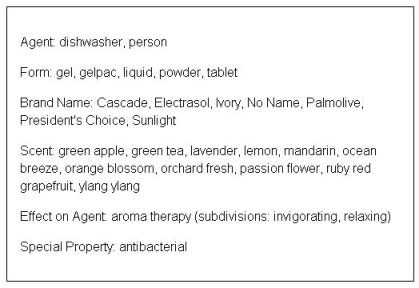 Agent: dishwasher, person
Form: gel, gelpac, liquid, powder, tablet
Brand Name: Cascade, Electrasol, Ivory, No Name, Palmolive,
President's Choice, Sunlight
Scent: green apple, green tea, lavender, lemon, mandarin, ocean
breeze, orange blossom, orchard fresh, passion flower, ruby red
grapefruit, ylang ylang
Effect on Agent: aroma therapy (subdivisions: invigorating, relaxing)
Special Property: antibacterial